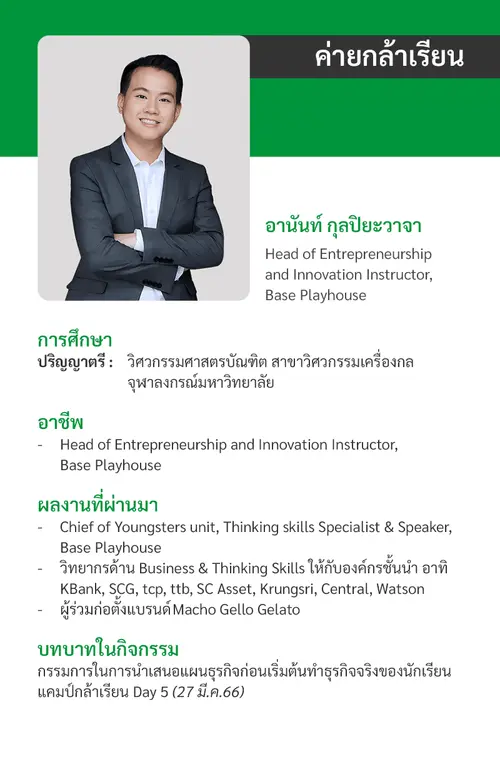 ค่ายกล้าเรียน
อานันท์ กุลปิยะวาจา
Head of Entrepreneurship
and Innovation Instructor,
Base Playhouse
การศึกษา
ปริญญาตรี : วิศวกรรมศาสตรบัณฑิต สาขาวิศวกรรมเครื่องกล
จุฬาลงกรณ์มหาวิทยาลัย
อาชีพ
- Head of Entrepreneurship and Innovation Instructor,
Base Playhouse
ผลงานที่ผ่านมา
- Chief of Youngsters unit, Thinking skills Specialist & Speaker,
Base Playhouse
- วิทยากรด้าน Business & Thinking Skills ให้กับองค์กรชั้นนำ อาทิ
KBank, SCG, tcp, ttb, SC Asset, Krungsri, Central, Watson
- ผู้ร่วมก่อตั้งแบรนด์ Macho Gello Gelato
บทบาทในกิจกรรม
กรรมการในการนำเสนอแผนธุรกิจก่อนเริ่มต้นทำธุรกิจจริงของนักเรียน
แคมป์กล้าเรียน Day 5 (27 มี.ค.66)